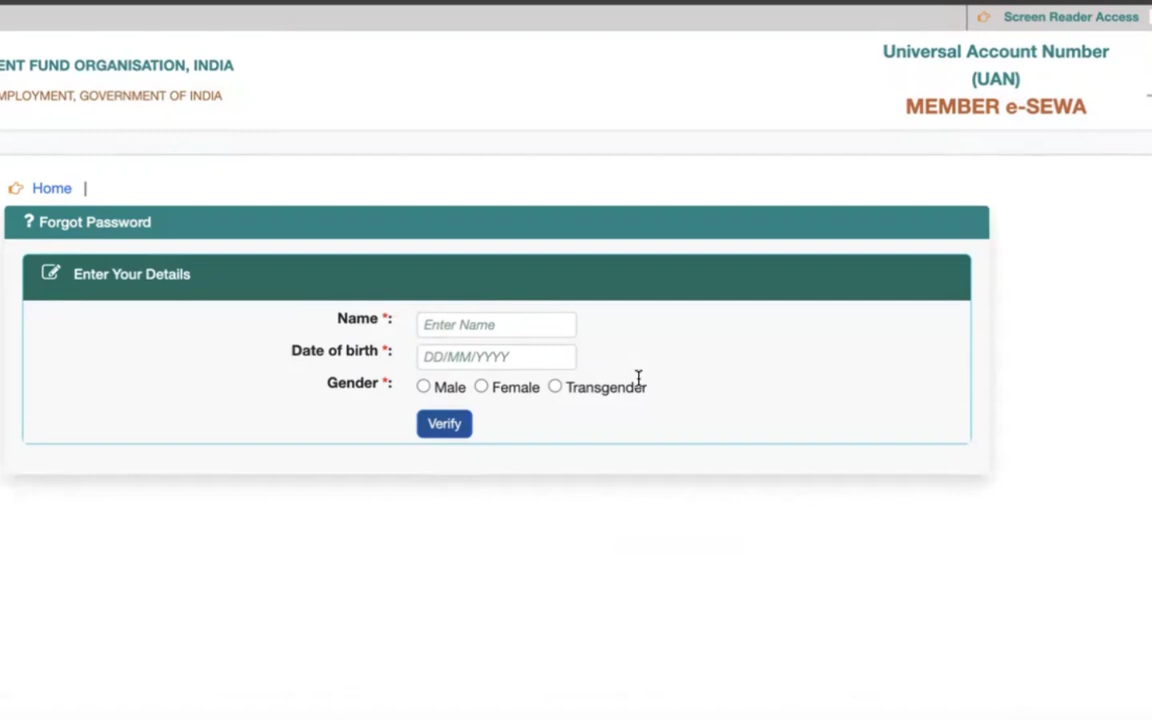 Screen Reader Access
ENT FUND ORGANISATION, INDIA
MPLOYMENT, GOVERNMENT OF INDIA
Universal Account Number
(UAN)
MEMBER e-SEWA
Home |
? Forgot Password
Enter Your Details
Name *:
Enter Name
Date of birth *:
DD/MM/YYYY
Gender *:
Male Female Transgender
Verify